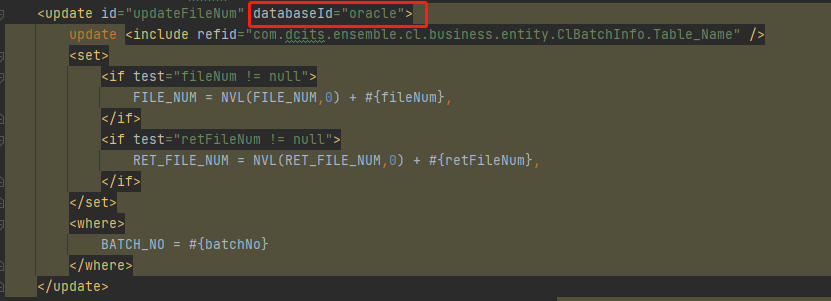 <update id="updateFileNum" databaseId="oracle">
update <include refid="com.dcits.ensemble.cl.business.entity.ClBatchInfo.Table_Name" />
<set>
<if test="fileNum != null">
FILE_NUM = NVL(FILE_NUM,0) + #{fileNum},
</if>
<if test="retFileNum != null">
RET_FILE_NUM = NVL(RET_FILE_NUM,0) + #{retFileNum},
</if>
</set>
<where>
BATCH_NO = #{batchNo}
</where>
</update>